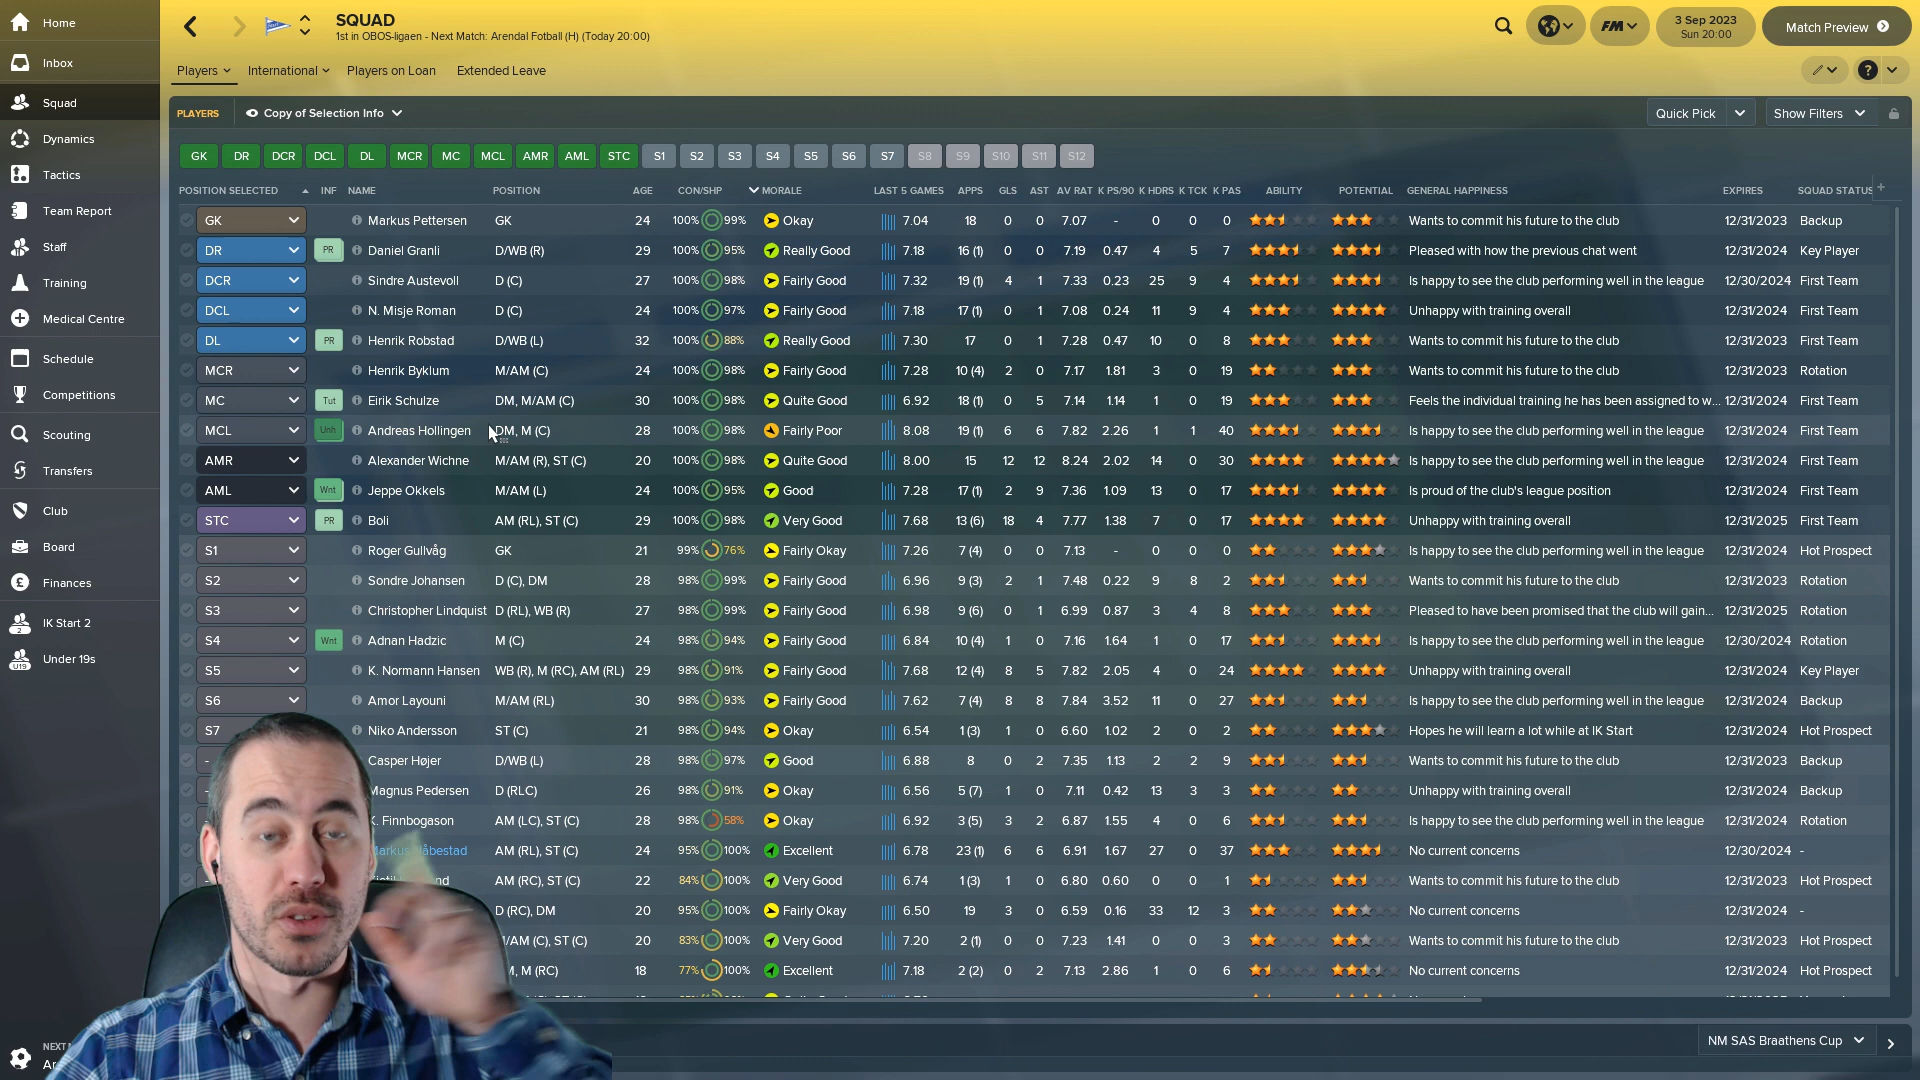 Home
Inbox
Squad
Dynamics
Tactics
Team Report
Staff
Training
Medical Centre
Schedule
Competitions
Scouting
Transfers
Club
Board
Finances
IK Start 2
Under 19s
SQUAD
1st in OBOS-ligaen - Next Match: Arendal Fotball (H) (Today 20:00)
FM
3 Sep 2023
Sun 20:00
Match Preview
Players International Players on Loan Extended Leave
PLAYERS Copy of Selection Info Quick Pick Show Filters
GK DR DCR DCL DL MCR MC MCL AMR AML STC S1 S2 S3 S4 S5 S6 S7 S8 S9 S10 S11 S12
POSITION SELECTED INF NAME POSITION AGE CON/SHP MORALE LAST 5 GAMES APPS GLS AST AV RAT K PS/90 K HDRS K TCK K PAS ABILITY POTENTIAL GENERAL HAPPINESS EXPIRES SQUAD STATUS
GK Markus Pettersen GK 24 100% 99% Okay 7.04 18 0 0 7.07 - 0 0 0 Wants to commit his future to the club 12/31/2023 Backup
DR PR Daniel Granli D/WB (R) 29 100% 95% Really Good 7.18 16 (1) 0 0 7.19 0.47 4 5 7 Pleased with how the previous chat went 12/31/2024 Key Player
DCR Sindre Austevoll D (C) 27 100% 98% Fairly Good 7.32 19 (1) 4 1 7.33 0.23 25 9 4 Is happy to see the club performing well in the league 12/30/2024 First Team
DCL N. Misje Roman D (C) 24 100% 97% Fairly Good 7.18 17 (1) 0 1 7.08 0.24 11 9 4 Unhappy with training overall 12/31/2024 First Team
DL PR Henrik Robstad D/WB (L) 32 100% 88% Really Good 7.30 17 0 1 7.28 0.47 10 0 8 Wants to commit his future to the club 12/31/2023 First Team
MCR Henrik Byklum M/AM (C) 24 100% 98% Fairly Good 7.28 10 (4) 2 0 7.17 1.81 3 0 19 Wants to commit his future to the club 12/31/2023 Rotation
MC Tut Eirik Schulze DM, M/AM (C) 30 100% 98% Quite Good 6.92 18 (1) 0 5 7.14 1.14 1 0 19 Feels the individual training he has been assigned to w... 12/31/2024 First Team
MCL Unh Andreas Hollingen DM, M (C) 28 100% 98% Fairly Poor 8.08 19 (1) 6 6 7.82 2.26 1 1 40 Is happy to see the club performing well in the league 12/31/2024 First Team
AMR Alexander Wichne M/AM (R), ST (C) 20 100% 98% Quite Good 8.00 15 12 12 8.24 2.02 14 0 30 Is happy to see the club performing well in the league 12/31/2024 First Team
AML Wnt Jeppe Okkels M/AM (L) 24 100% 95% Good 7.28 17 (1) 2 9 7.36 1.09 13 0 17 Is proud of the club's league position 12/31/2024 First Team
STC PR Boli AM (RL), ST (C) 29 100% 98% Very Good 7.68 13 (6) 18 4 7.77 1.38 7 0 17 Unhappy with training overall 12/31/2025 First Team
S1 Roger Gullvåg GK 21 99% 76% Fairly Okay 7.26 7 (4) 0 0 7.13 - 0 0 0 Is happy to see the club performing well in the league 12/31/2024 Hot Prospect
S2 Sondre Johansen D (C), DM 28 98% 99% Fairly Good 6.96 9 (3) 2 1 7.48 0.22 9 8 2 Wants to commit his future to the club 12/31/2023 Rotation
S3 Christopher Lindquist D (RL), WB (R) 27 98% 99% Fairly Good 6.98 9 (6) 0 1 6.99 0.87 3 4 8 Pleased to have been promised that the club will gain... 12/31/2025 Rotation
S4 Wnt Adnan Hadzic M (C) 24 98% 94% Fairly Good 6.84 10 (4) 1 0 7.16 1.64 1 0 17 Is happy to see the club performing well in the league 12/30/2024 Rotation
S5 K. Normann Hansen WB (R), M (RC), AM (RL) 29 98% 91% Fairly Good 7.68 12 (4) 8 5 7.82 2.05 4 0 24 Unhappy with training overall 12/31/2024 Key Player
S6 Amor Layouni M/AM (RL) 30 98% 93% Fairly Good 7.62 7 (4) 8 8 7.84 3.52 11 0 27 Is happy to see the club performing well in the league 12/31/2024 Backup
S7 Niko Andersson ST (C) 21 98% 94% Okay 6.54 1 (3) 1 0 6.60 1.02 2 0 2 Hopes he will learn a lot while at IK Start 12/31/2024 Hot Prospect
- Casper Højer D/WB (L) 28 98% 97% Good 6.88 8 0 2 7.35 1.13 2 2 9 Wants to commit his future to the club 12/31/2023 Backup
Magnus Pedersen D (RLC) 26 98% 91% Okay 6.56 5 (7) 1 0 7.11 0.42 13 3 3 Unhappy with training overall 12/31/2024 Backup
K. Finnbogason AM (LC), ST (C) 28 98% 58% Okay 6.92 3 (5) 3 2 6.87 1.55 4 0 6 Is happy to see the club performing well in the league 12/31/2024 Rotation
Markus AM (RL), ST (C) 24 95% 100% Excellent 6.78 23 (1) 6 6 6.91 1.67 27 0 37 No current concerns 12/30/2024 -
AM (RC), ST (C) 22 84% 100% Very Good 6.74 1 (3) 1 0 6.80 0.60 0 0 1 Wants to commit his future to the club 12/31/2023 Hot Prospect
D (RC), DM 20 95% 100% Fairly Okay 6.50 19 3 0 6.59 0.16 33 12 3 No current concerns 12/31/2024 -
M/AM (C), ST (C) 20 83% 100% Very Good 7.20 2 (1) 0 0 7.23 1.41 0 0 3 Wants to commit his future to the club 12/31/2023 Hot Prospect
M (RC) 18 77% 100% Excellent 7.18 2 (2) 0 2 7.13 2.86 1 0 6 No current concerns 12/31/2024 Hot Prospect
NM SAS Braathens Cup